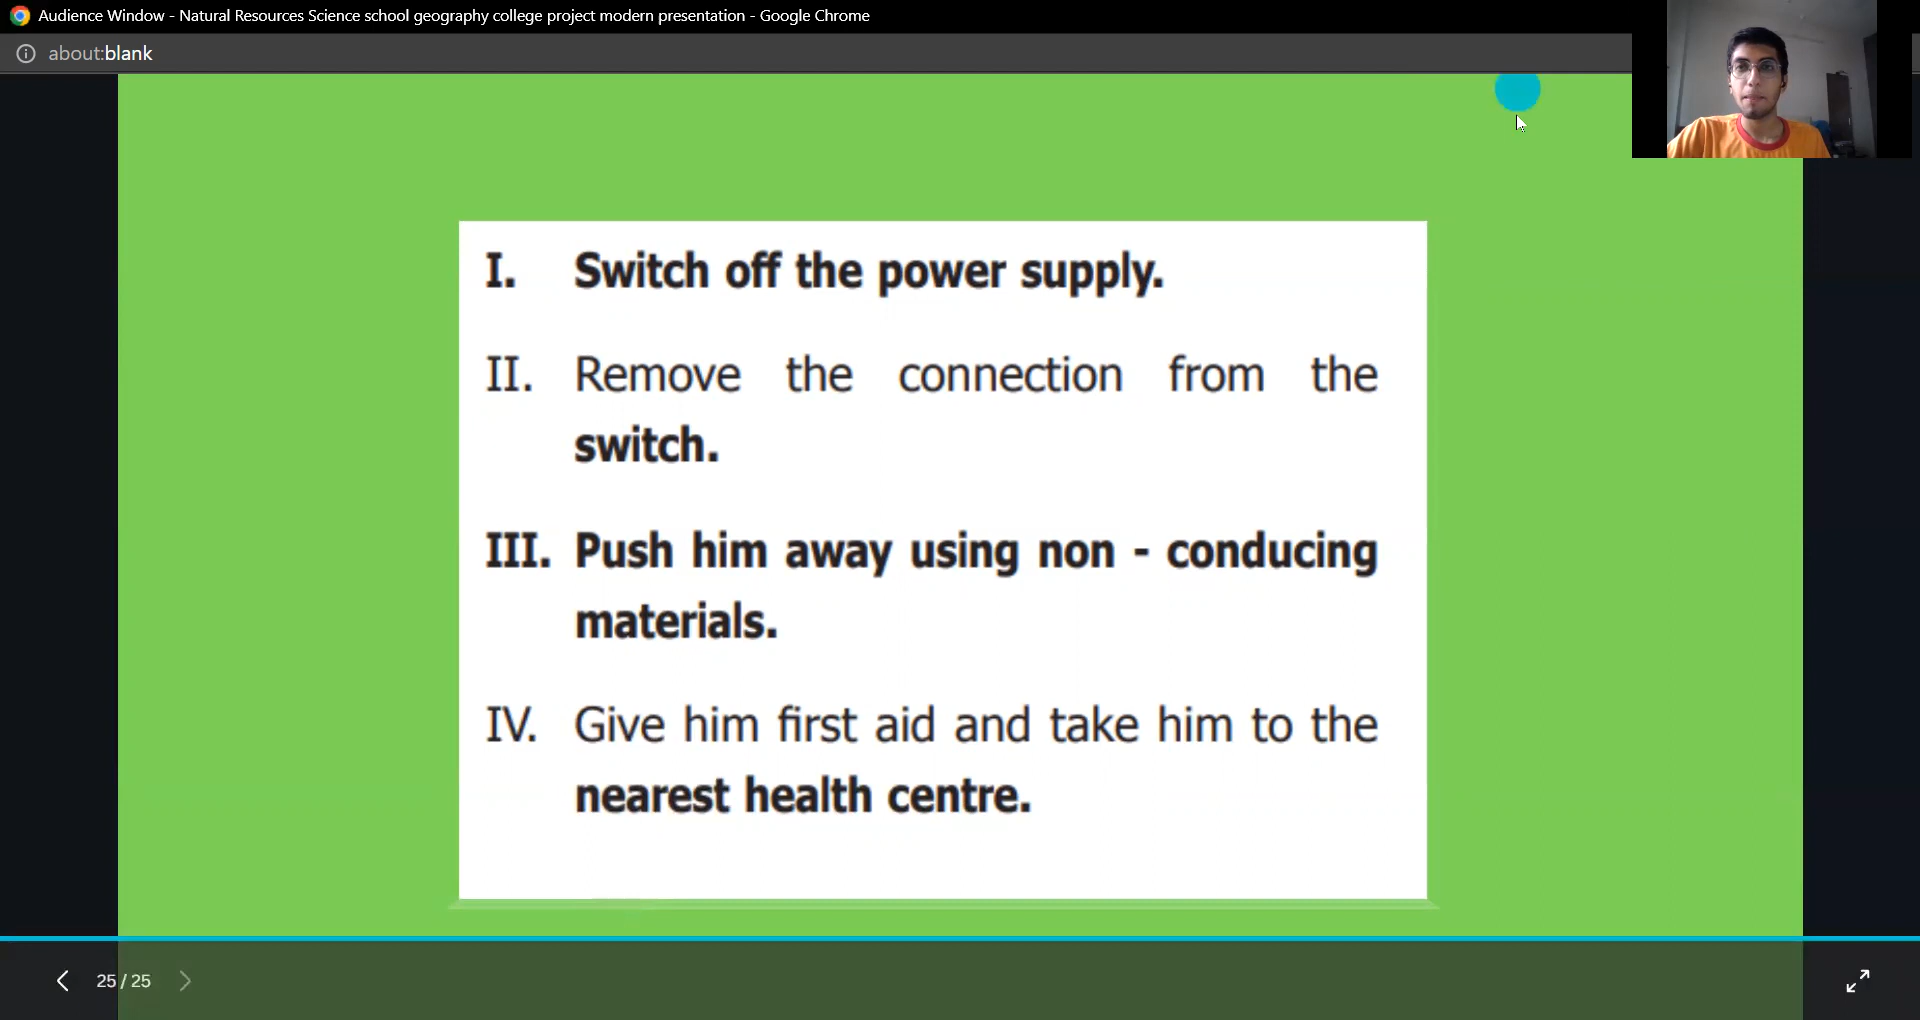 Audience Window - Natural Resources Science school geography college project modern presentation - Google Chrome
about:blank
I. Switch off the power supply.
II. Remove the connection from the
switch.
III. Push him away using non - conducing
materials.
IV. Give him first aid and take him to the
nearest health centre.
25 / 25